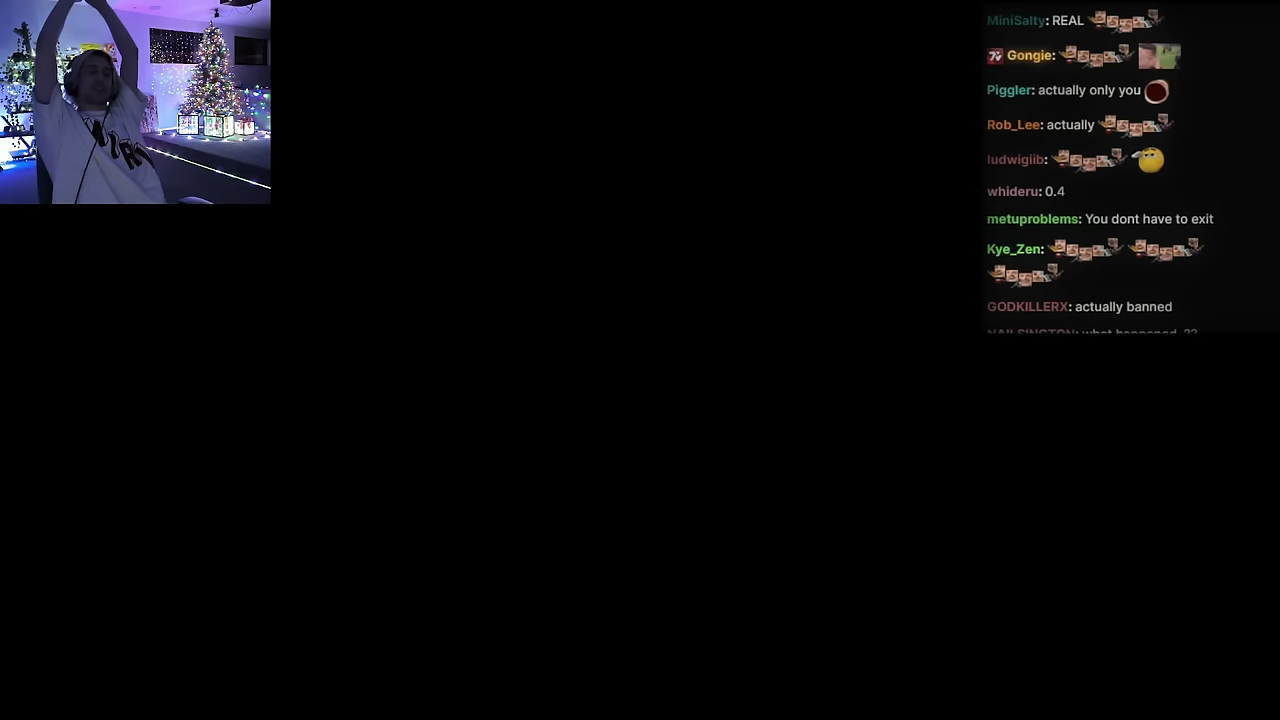 MiniSalty: REAL
Gongie:
Piggler: actually only you
Rob_Lee: actually
ludwigiib:
whideru: 0.4
metuproblems: You dont have to exit
Kye_Zen:
GODKILLERX: actually banned